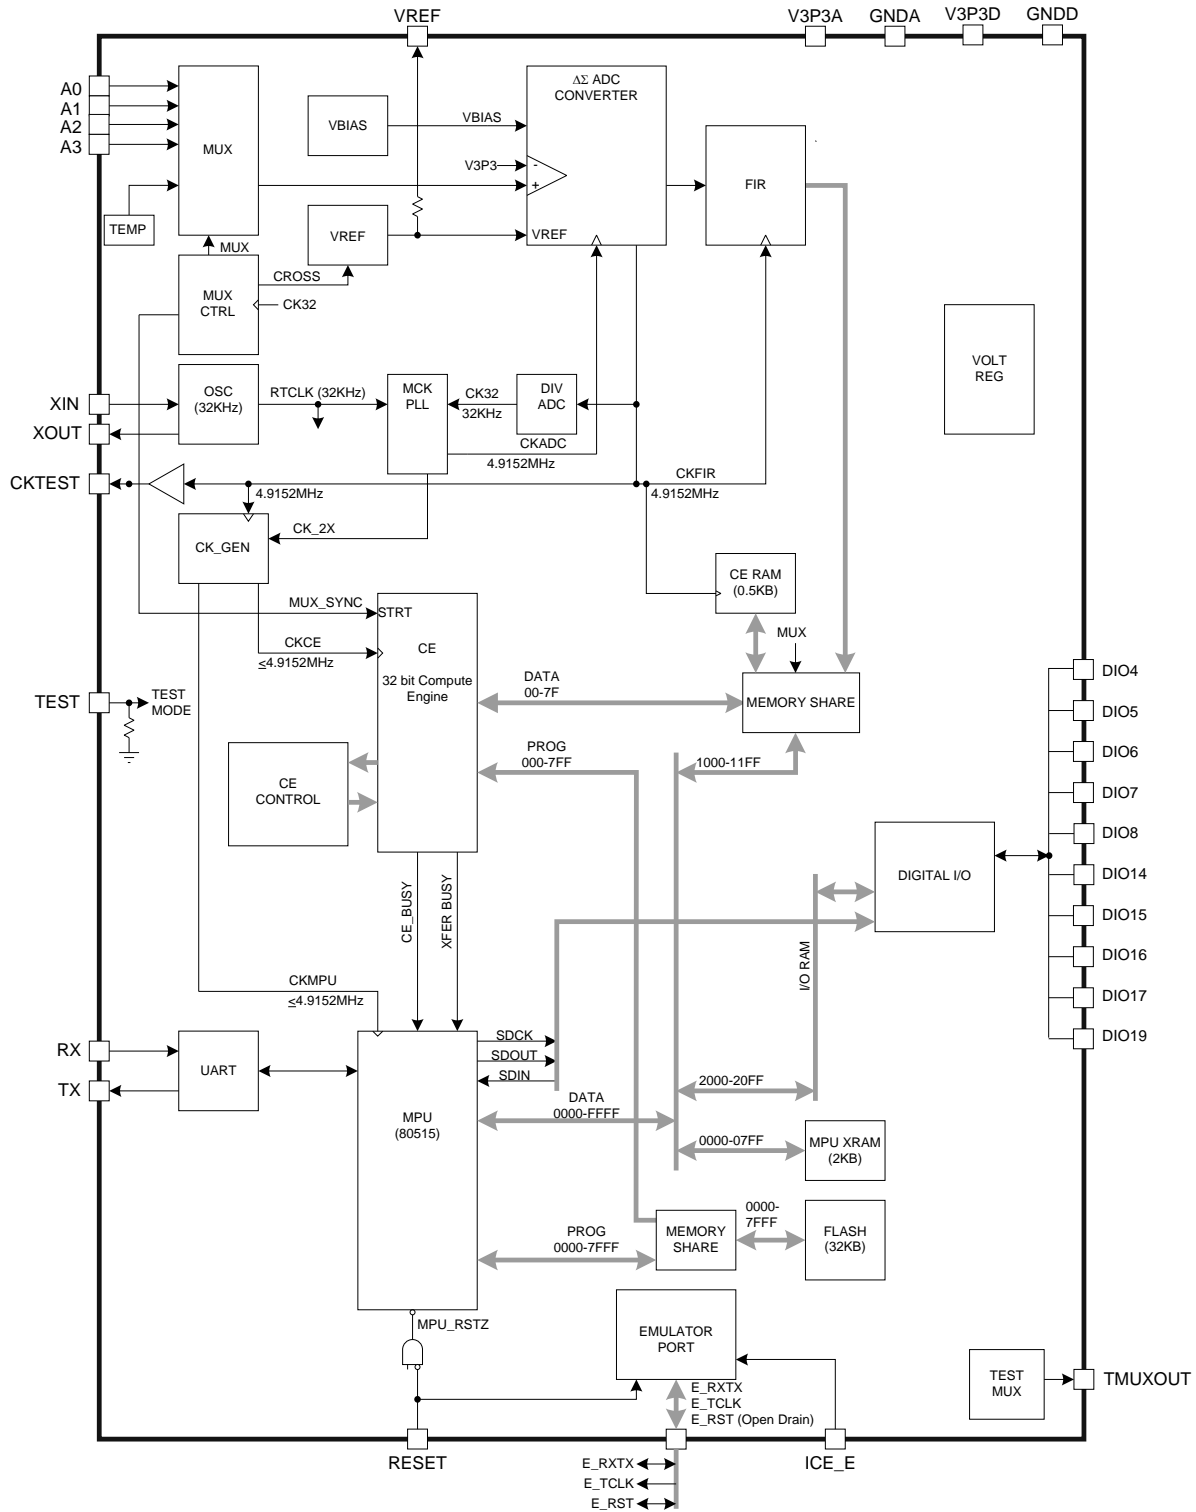 VREF
V3P3A
GNDA
V3P3D
GNDD
A0
A1
A2
A3
MUX
TEMP
VBIAS
VBIAS
ΔΣ ADC
CONVERTER
V3P3
-
+
FIR
VREF
VREF
MUX
CROSS
MUX
CTRL
CK32
VOLT
REG
XIN
XOUT
OSC
(32KHz)
RTCLK (32KHz)
MCK
PLL
CK32
32KHz
DIV
ADC
CKADC
4.9152MHz
CKTEST
4.9152MHz
CKFIR
4.9152MHz
CK_GEN
CK_2X
CE RAM
(0.5KB)
MUX_SYNC
STRT
CKCE
≤4.9152MHz
CE
32 bit Compute
Engine
MUX
DATA
00-7F
MEMORY SHARE
TEST
TEST
MODE
PROG
000-7FF
1000-11FF
CE
CONTROL
DIO4
DIO5
DIO6
DIO7
DIO8
DIO14
DIO15
DIO16
DIO17
DIO19
DIGITAL I/O
CE_BUSY
XFER BUSY
I/O RAM
CKMPU
≤4.9152MHz
RX
TX
UART
SDCK
SDOUT
SDIN
MPU
(80515)
DATA
0000-FFFF
2000-20FF
0000-07FF
MPU XRAM
(2KB)
PROG
0000-7FFF
MEMORY
SHARE
0000-
7FFF
FLASH
(32KB)
MPU_RSTZ
EMULATOR
PORT
E_RXTX
E_TCLK
E_RST (Open Drain)
TEST
MUX
TMUXOUT
RESET
ICE_E
E_RXTX
E_TCLK
E_RST